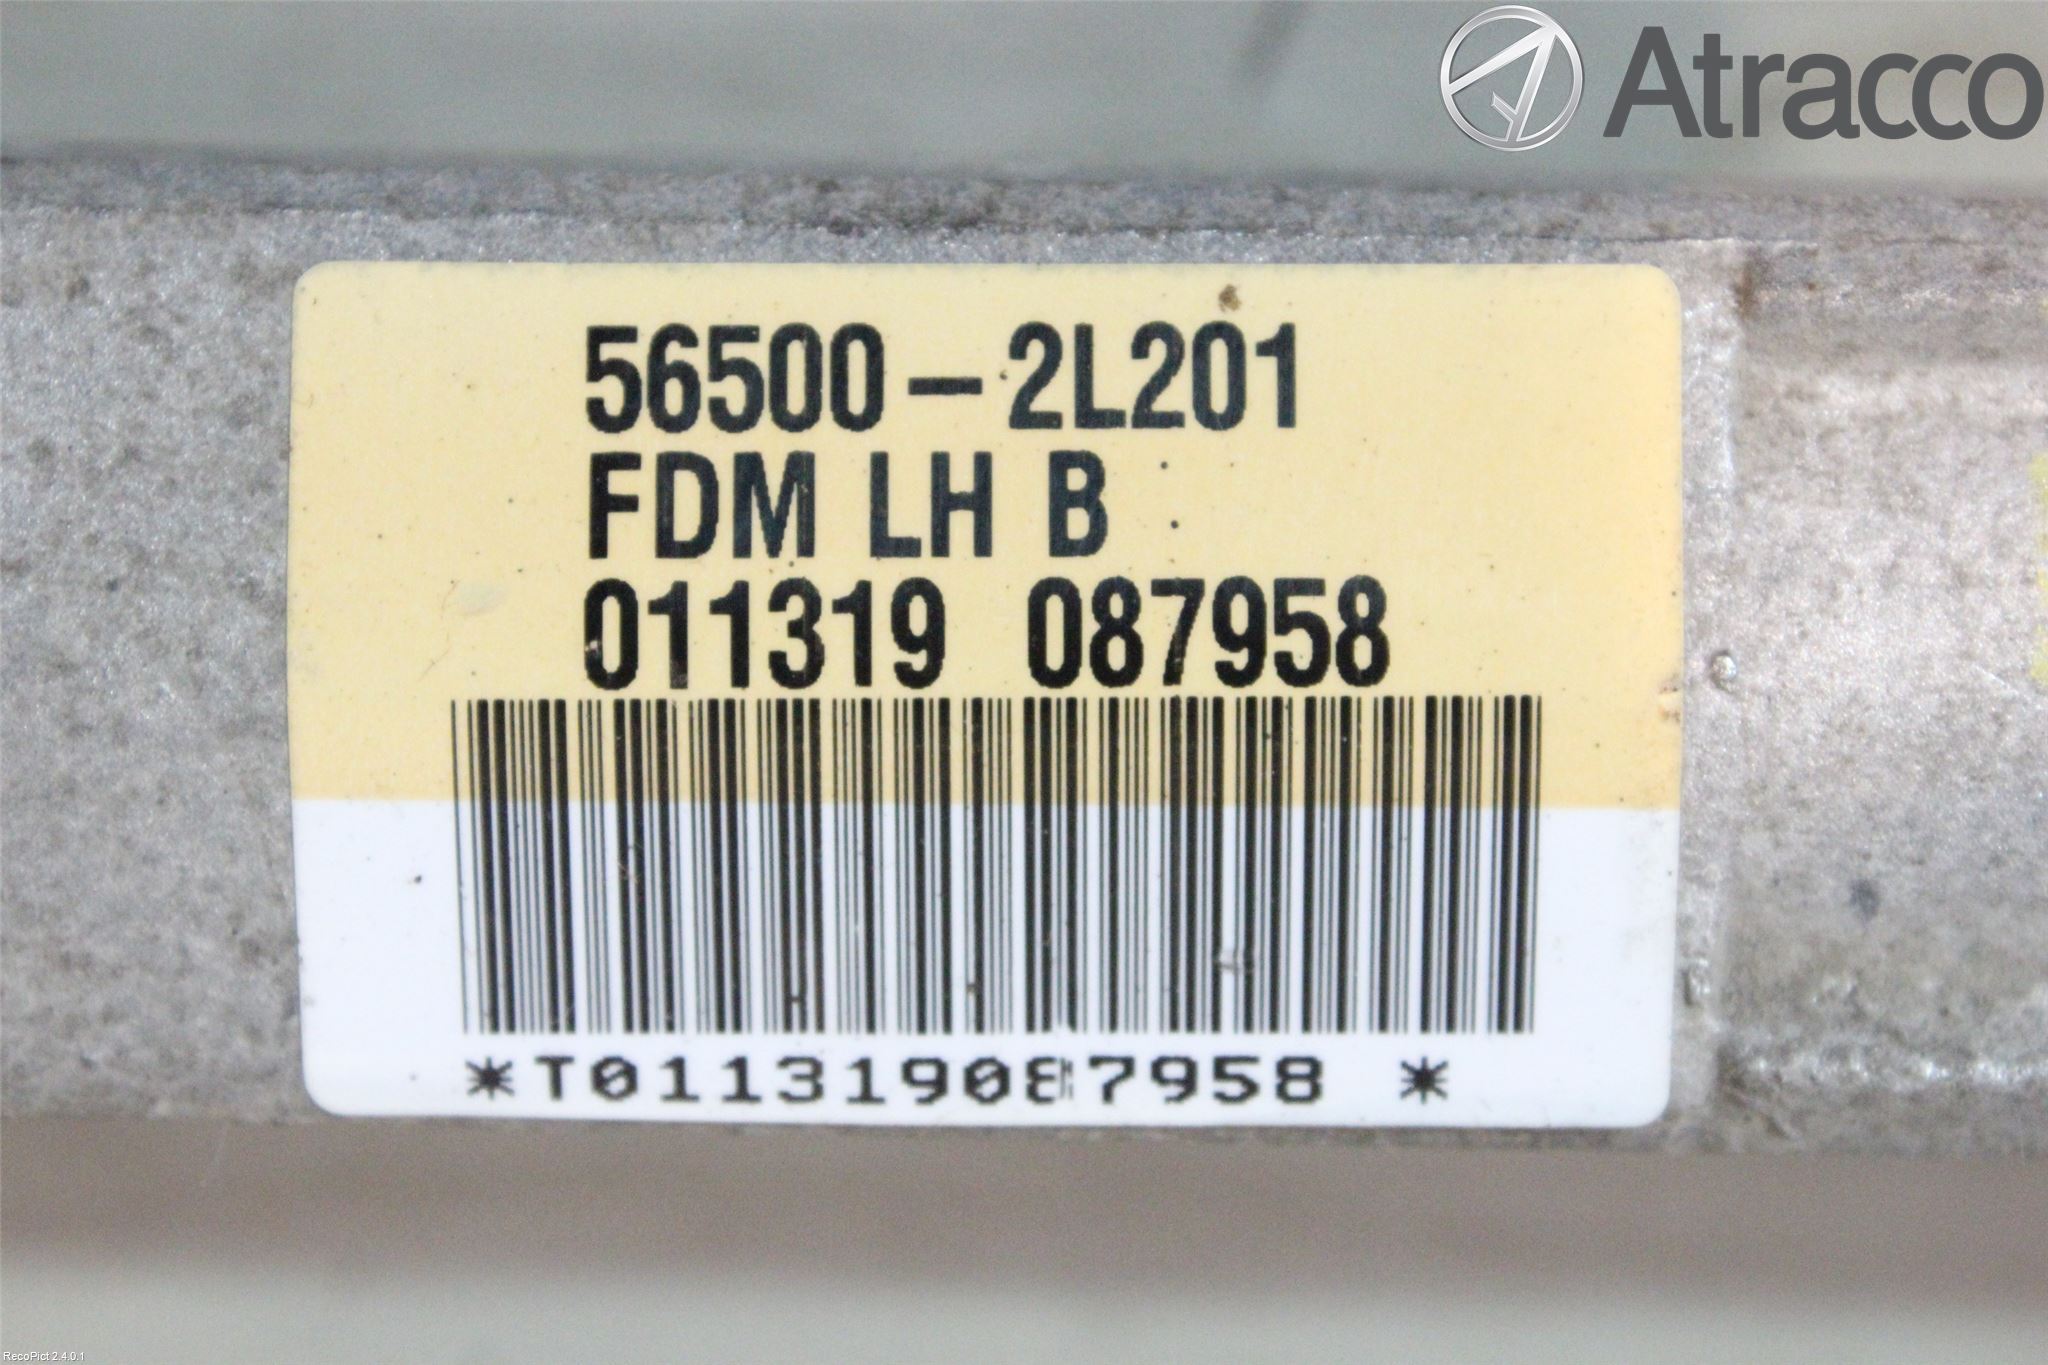 Atracco
56500-2L201
FDM LH B
011319 087958
*T011319087958 *
RecoPict 2.4.0.1